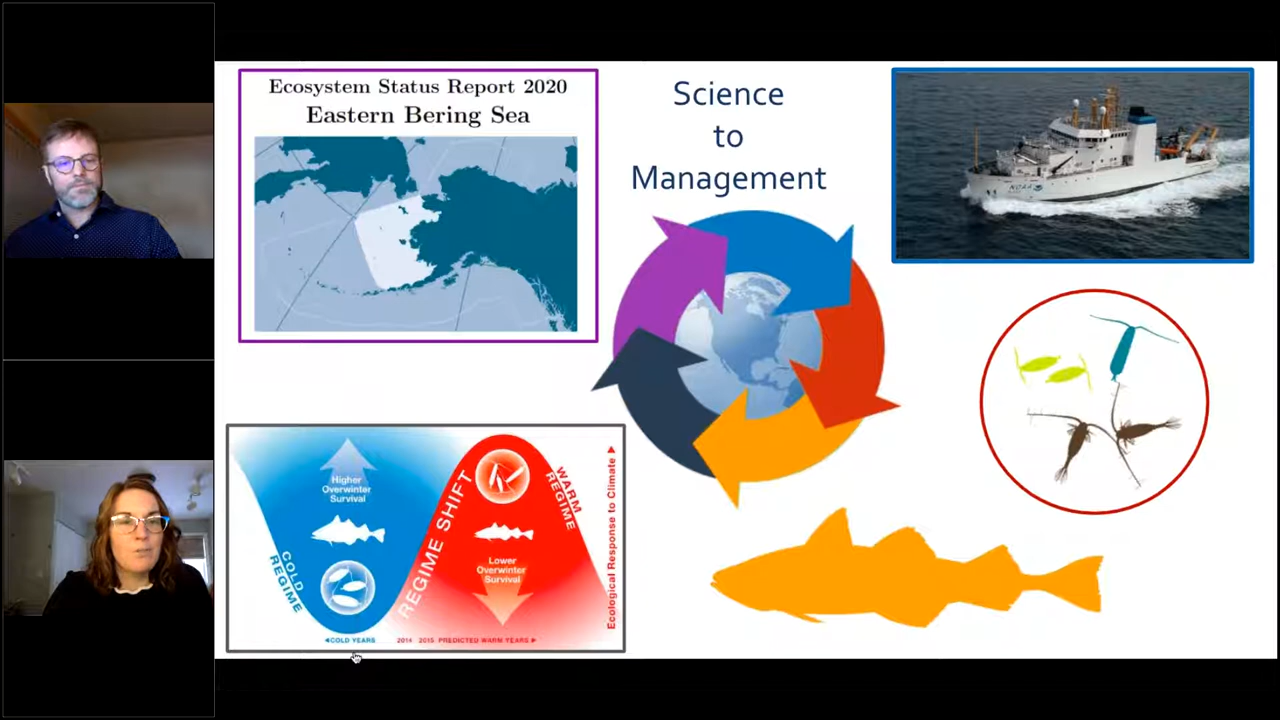 Ecosystem Status Report 2020
Eastern Bering Sea
Science
to
Management
NOAA
COLD
REGIME
Higher
Overwinter
Survival
REGIME SHIFT
WARM
REGIME
Lower
Overwinter
Survival
Ecological Response to Climate
COLD YEARS
2014 2015 PREDICTED WARM YEARS